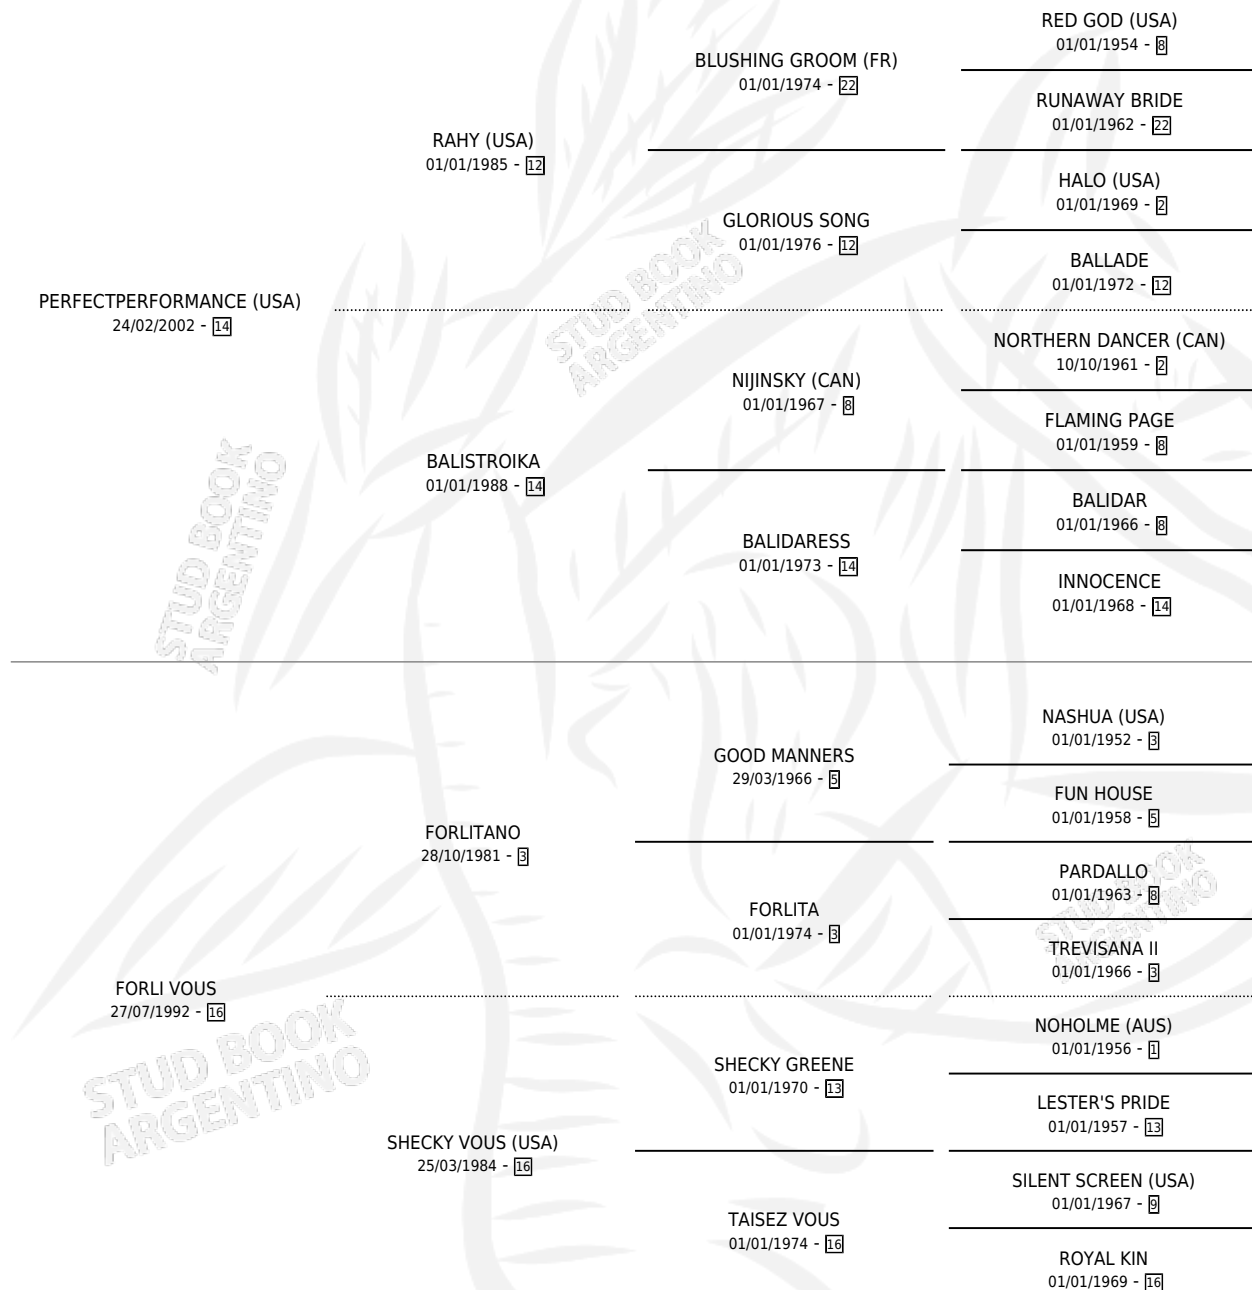 RED GOD (USA)
01/01/1954 - 8
BLUSHING GROOM (FR)
01/01/1974 - 22
RUNAWAY BRIDE
01/01/1962 - 22
RAHY (USA)
01/01/1985 - 12
HALO (USA)
01/01/1969 - 2
GLORIOUS SONG
01/01/1976 - 12
BALLADE
01/01/1972 - 12
PERFECTPERFORMANCE (USA)
24/02/2002 - 14
NORTHERN DANCER (CAN)
10/10/1961 - 2
NIJINSKY (CAN)
01/01/1967 - 8
FLAMING PAGE
01/01/1959 - 8
BALISTROIKA
01/01/1988 - 14
BALIDAR
01/01/1966 - 8
BALIDARESS
01/01/1973 - 14
INNOCENCE
01/01/1968 - 14
STUD BOOK
ARGENTINO
STUD BOOK
ARGENTINO
NASHUA (USA)
01/01/1952 - 3
GOOD MANNERS
29/03/1966 - 5
FUN HOUSE
01/01/1958 - 5
FORLITANO
28/10/1981 - 3
PARDALLO
01/01/1963 - 8
FORLITA
01/01/1974 - 3
TREVISANA II
01/01/1966 - 3
STUD BOOK
ARGENTINO
FORLI VOUS
27/07/1992 - 16
NOHOLME (AUS)
01/01/1956 - 1
SHECKY GREENE
01/01/1970 - 13
LESTER'S PRIDE
01/01/1957 - 13
SHECKY VOUS (USA)
25/03/1984 - 16
SILENT SCREEN (USA)
01/01/1967 - 9
TAISEZ VOUS
01/01/1974 - 16
ROYAL KIN
01/01/1969 - 16
STUD BOOK
ARGENTINO